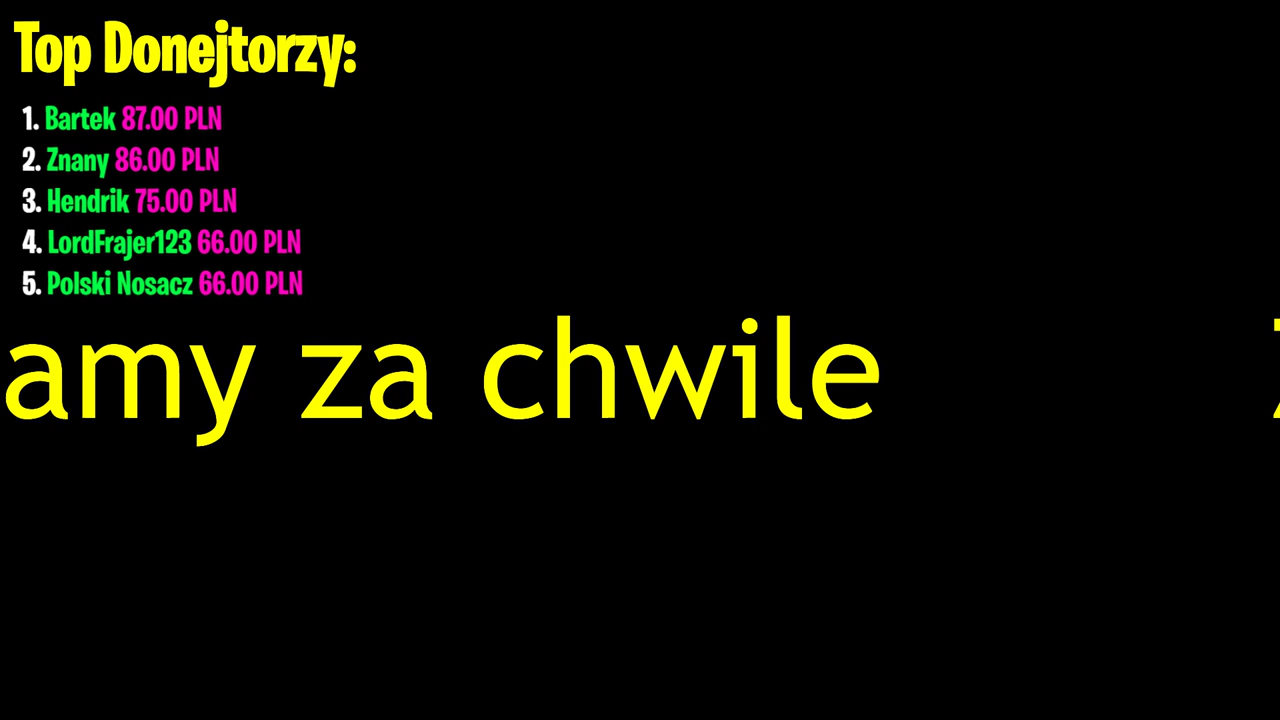 Top Donejtorzy:
1. Bartek 87.00 PLN
2. Znany 86.00 PLN
3. Hendrik 75.00 PLN
4. LordFrajer123 66.00 PLN
5. Polski Nosacz 66.00 PLN
amy za chwile